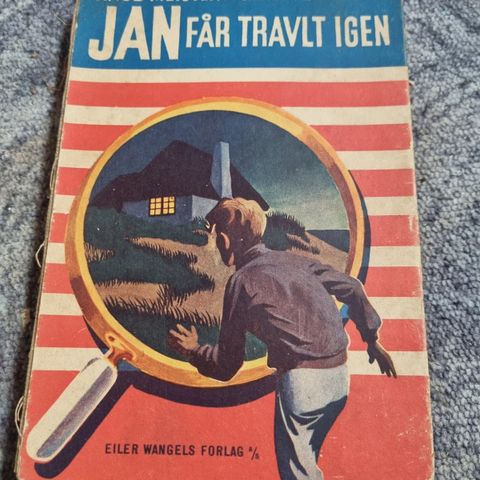 JAN FÅR TRAVLT IGEN
EILER WANGELS FORLAG A/S